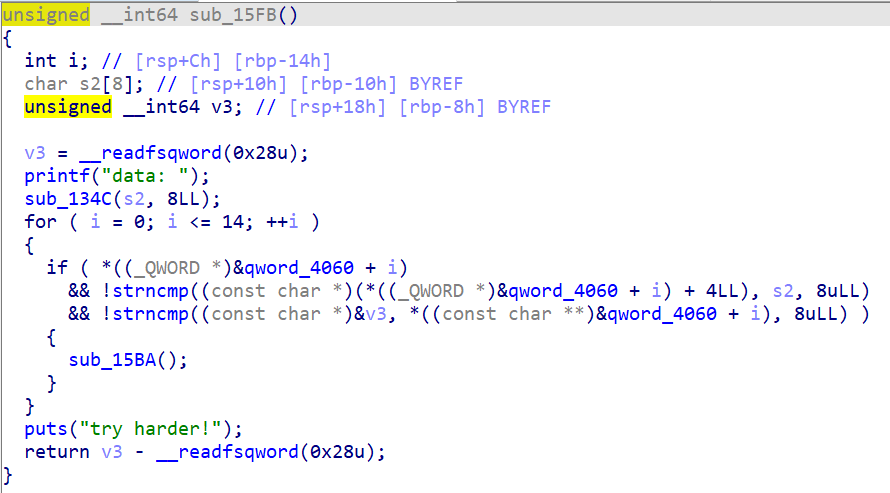 unsigned __int64 sub_15FB()
{
  int i; // [rsp+Ch] [rbp-14h]
  char s2[8]; // [rsp+10h] [rbp-10h] BYREF
  unsigned __int64 v3; // [rsp+18h] [rbp-8h] BYREF

  v3 = __readfsqword(0x28u);
  printf("data: ");
  sub_134C(s2, 8LL);
  for ( i = 0; i <= 14; ++i )
  {
    if ( *((_QWORD *)&qword_4060 + i)
      && !strncmp((const char *)(*((_QWORD *)&qword_4060 + i) + 4LL), s2, 8uLL)
      && !strncmp((const char *)&v3, *((const char **)&qword_4060 + i), 8uLL) )
    {
      sub_15BA();
    }
  }
  puts("try harder!");
  return v3 - __readfsqword(0x28u);
}